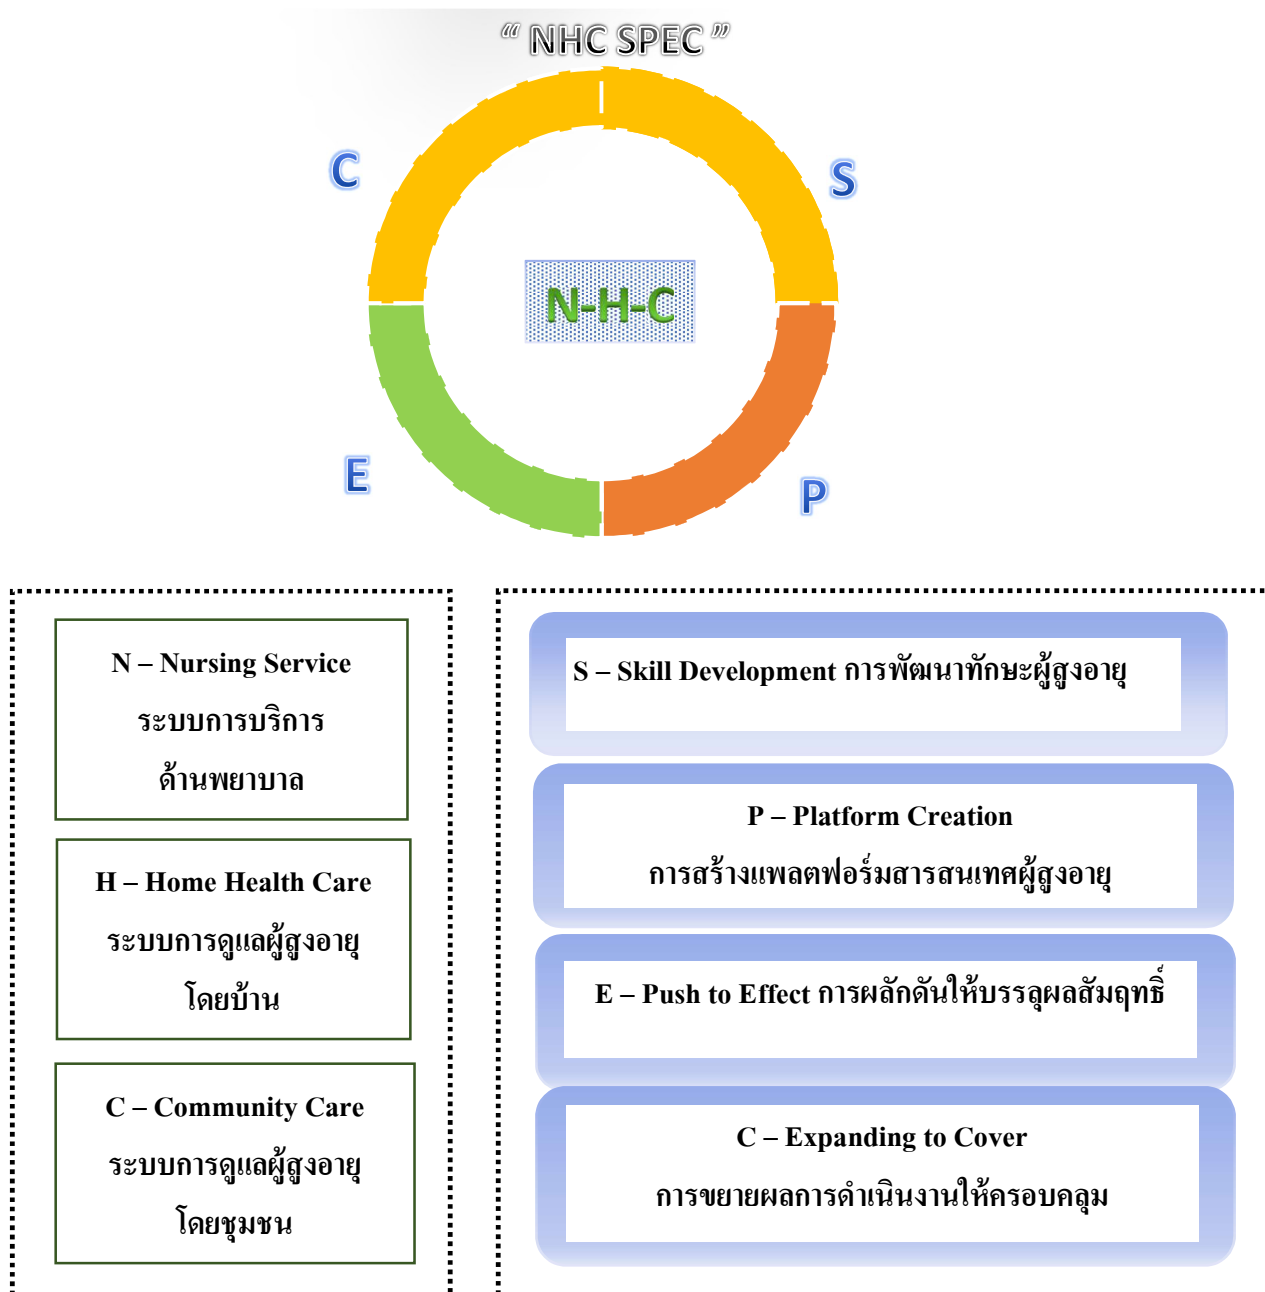 “ NHC SPEC ”
C
S
N-H-C
E
P
N – Nursing Service
ระบบการบริการ
ด้านพยาบาล
H – Home Health Care
ระบบการดูแลผู้สูงอายุ
โดยบ้าน
C – Community Care
ระบบการดูแลผู้สูงอายุ
โดยชุมชน
S – Skill Development การพัฒนาทักษะผู้สูงอายุ
P – Platform Creation
การสร้างแพลตฟอร์มสารสนเทศผู้สูงอายุ
E – Push to Effect การผลักดันให้บรรลุผลสัมฤทธิ์
C – Expanding to Cover
การขยายผลการดำเนินงานให้ครอบคลุม